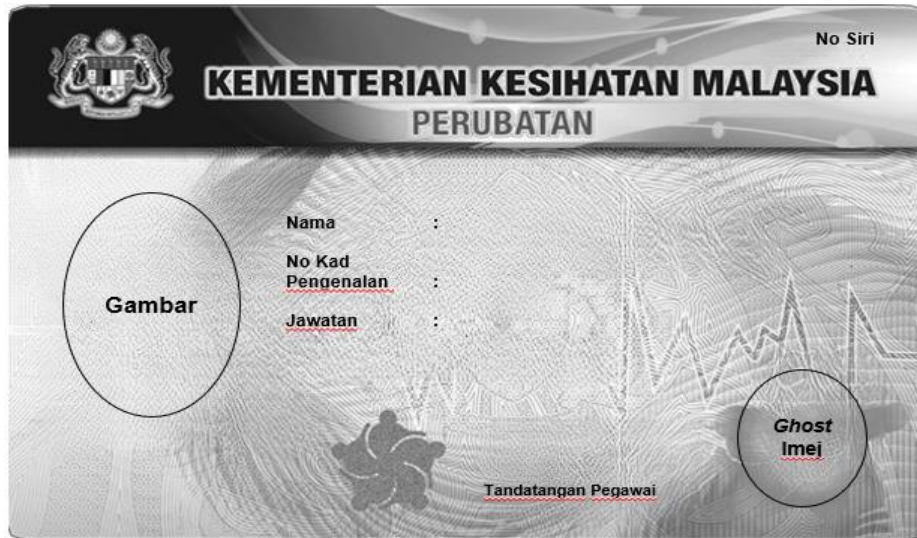 No Siri
KEMENTERIAN KESIHATAN MALAYSIA
PERUBATAN
Nama :
No Kad
Pengenalan :
Gambar
Jawatan :
Ghost
Imej
Tandatangan Pegawai